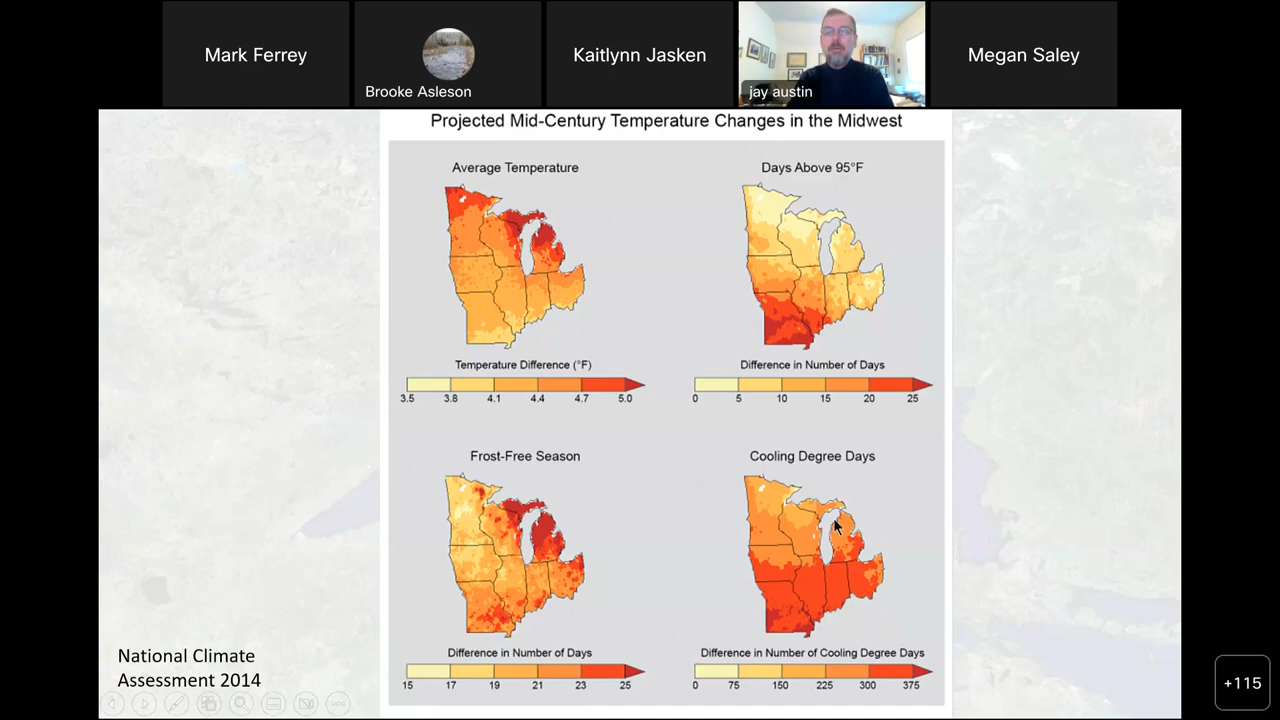 Mark Ferrey
Brooke Asleson
Kaitlynn Jasken
jay austin
Megan Saley
Projected Mid-Century Temperature Changes in the Midwest
Average Temperature
Days Above 95°F
Temperature Difference (°F)
3.5 3.8 4.1 4.4 4.7 5.0
Difference in Number of Days
0 5 10 15 20 25
Frost-Free Season
Cooling Degree Days
Difference in Number of Days
15 17 19 21 23 25
Difference in Number of Cooling Degree Days
0 75 150 225 300 375
National Climate
Assessment 2014
+115